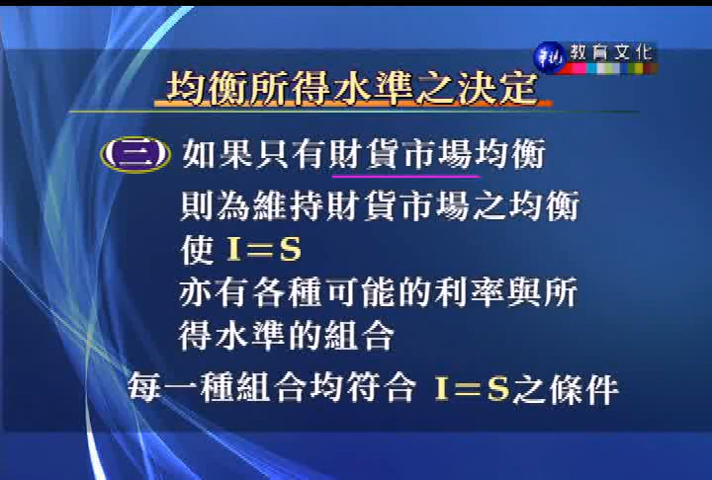 教育文化
均衡所得水準之決定
(三) 如果只有財貨市場均衡
則為維持財貨市場之均衡
使 I=S
亦有各種可能的利率與所
得水準的組合
每一種組合均符合 I=S之條件